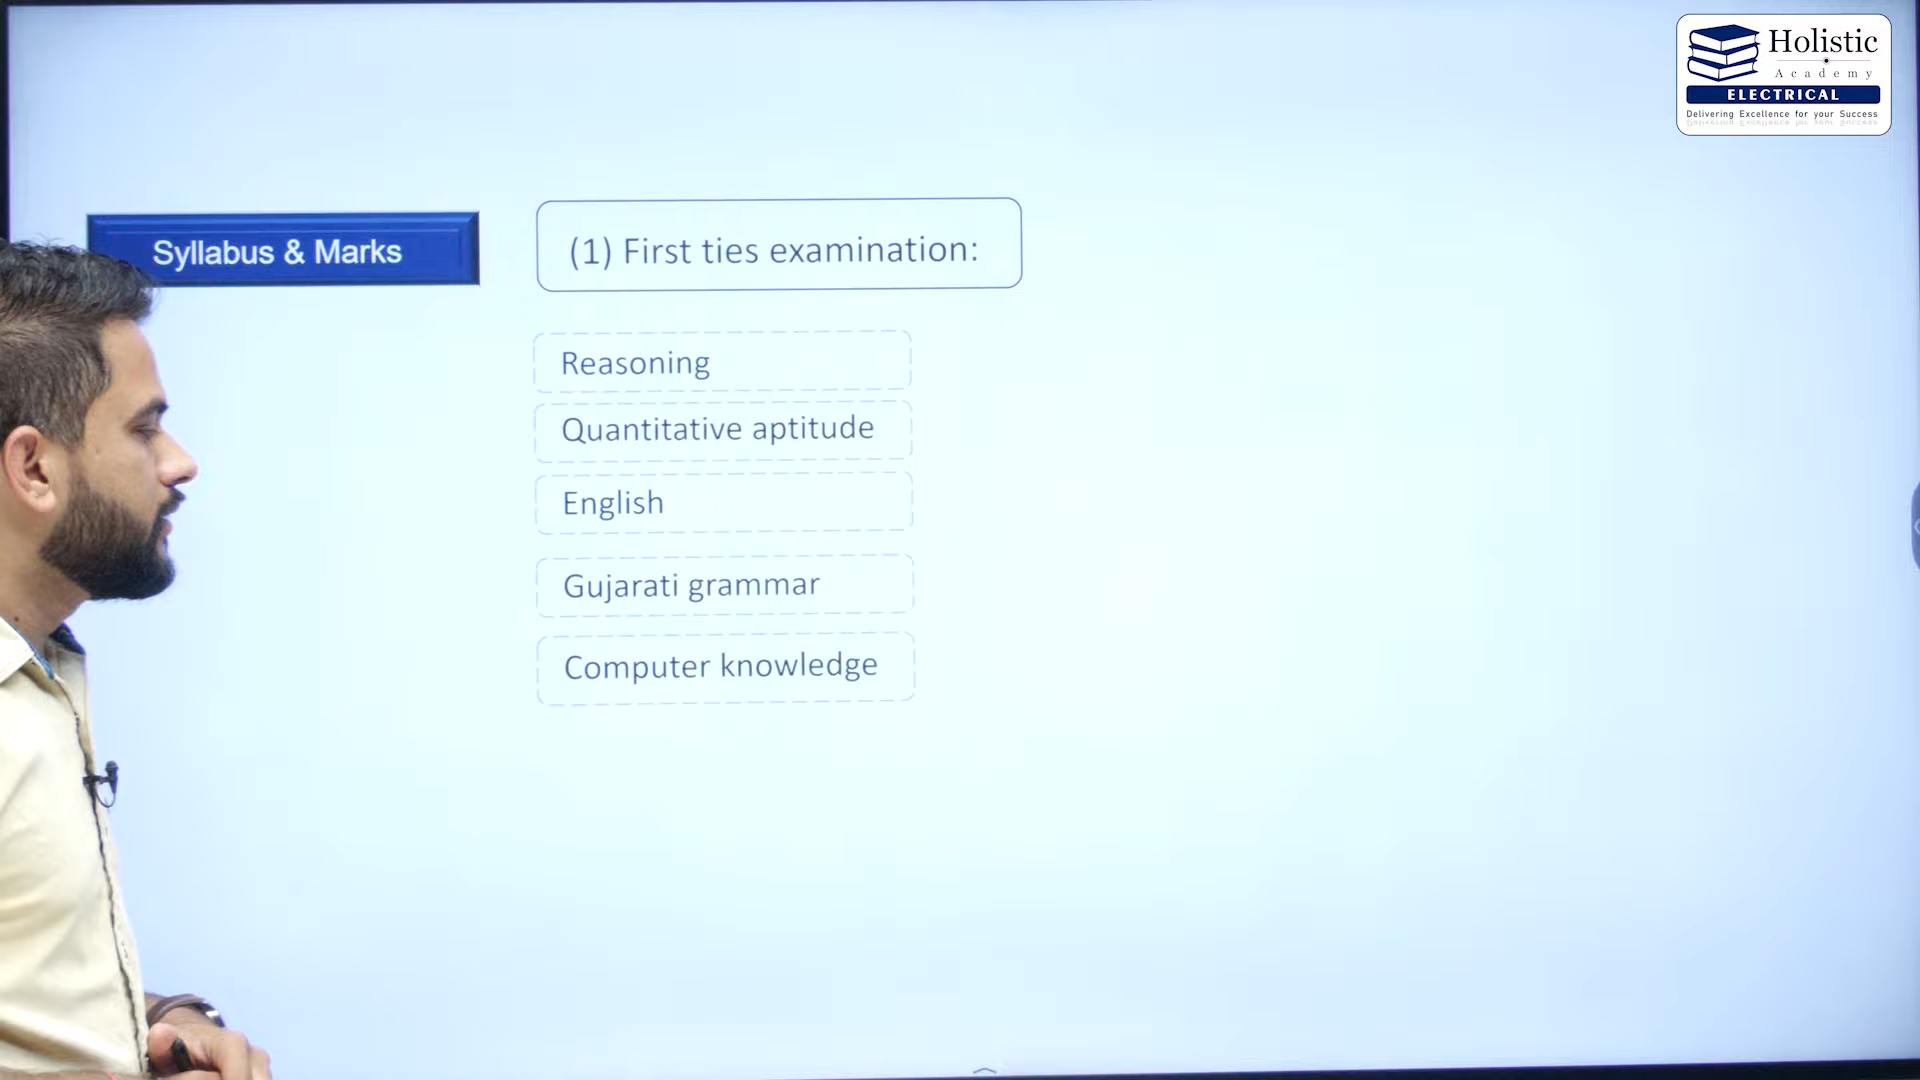 Holistic
Academy
ELECTRICAL
Delivering Excellence for your Success
Syllabus & Marks
(1) First ties examination:
Reasoning
Quantitative aptitude
English
Gujarati grammar
Computer knowledge